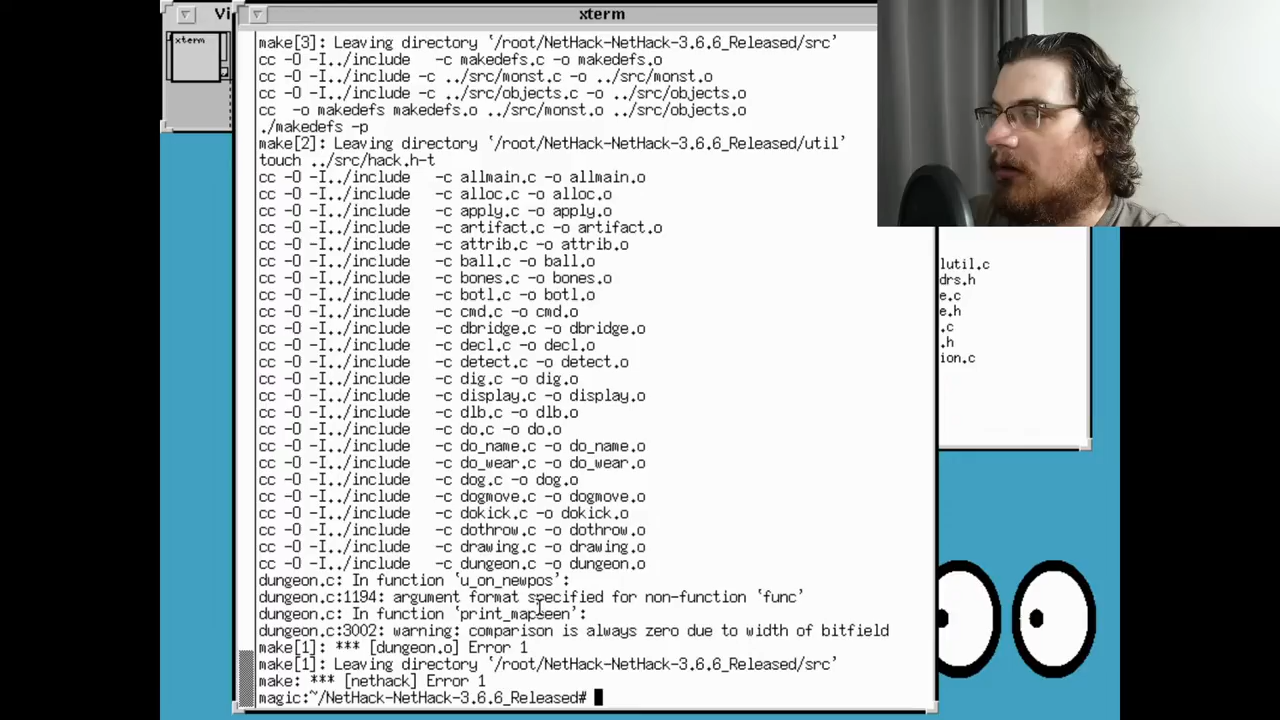 Vi
xterm
xterm
make[3]: Leaving directory `/root/NetHack-NetHack-3.6.6_Released/src'
cc -O -I../include   -c makedefs.c -o makedefs.o
cc -O -I../include -c ../src/monst.c -o ../src/monst.o
cc -O -I../include -c ../src/objects.c -o ../src/objects.o
cc  -o makedefs makedefs.o ../src/monst.o ../src/objects.o
./makedefs -p
make[2]: Leaving directory `/root/NetHack-NetHack-3.6.6_Released/util'
touch ../src/hack.h-t
cc -O -I../include   -c allmain.c -o allmain.o
cc -O -I../include   -c alloc.c -o alloc.o
cc -O -I../include   -c apply.c -o apply.o
cc -O -I../include   -c artifact.c -o artifact.o
cc -O -I../include   -c attrib.c -o attrib.o
cc -O -I../include   -c ball.c -o ball.o
cc -O -I../include   -c bones.c -o bones.o
cc -O -I../include   -c botl.c -o botl.o
cc -O -I../include   -c cmd.c -o cmd.o
cc -O -I../include   -c dbridge.c -o dbridge.o
cc -O -I../include   -c decl.c -o decl.o
cc -O -I../include   -c detect.c -o detect.o
cc -O -I../include   -c dig.c -o dig.o
cc -O -I../include   -c display.c -o display.o
cc -O -I../include   -c dlb.c -o dlb.o
cc -O -I../include   -c do.c -o do.o
cc -O -I../include   -c do_name.c -o do_name.o
cc -O -I../include   -c do_wear.c -o do_wear.o
cc -O -I../include   -c dog.c -o dog.o
cc -O -I../include   -c dogmove.c -o dogmove.o
cc -O -I../include   -c dokick.c -o dokick.o
cc -O -I../include   -c dothrow.c -o dothrow.o
cc -O -I../include   -c drawing.c -o drawing.o
cc -O -I../include   -c dungeon.c -o dungeon.o
dungeon.c: In function `u_on_newpos':
dungeon.c:1194: argument format specified for non-function `func'
dungeon.c: In function `print_mapseen':
dungeon.c:3002: warning: comparison is always zero due to width of bitfield
make[1]: *** [dungeon.o] Error 1
make[1]: Leaving directory `/root/NetHack-NetHack-3.6.6_Released/src'
make: *** [nethack] Error 1
magic:~/NetHack-NetHack-3.6.6_Released#
lutil.c
drs.h
e.c
e.h
.c
.h
ion.c